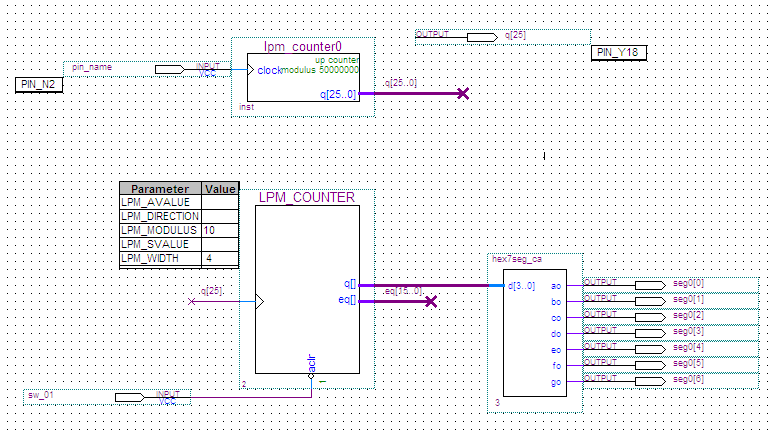 lpm_counter0
up counter
clock modulus 50000000
q[25..0]
inst
pin_name
INPUT
VCC
PIN_N2
.q[25..0]
OUTPUT
q[25]
PIN_Y18
Parameter Value
LPM_AVALUE
LPM_DIRECTION
LPM_MODULUS 10
LPM_SVALUE
LPM_WIDTH 4
LPM_COUNTER
q[]
eq[]
.q[25]
.eq[15..0]
aclr
2
1
sw_01
INPUT
VCC
hex7seg_ca
d[3..0]
ao OUTPUT seg0[0]
bo OUTPUT seg0[1]
co OUTPUT seg0[2]
do OUTPUT seg0[3]
eo OUTPUT seg0[4]
fo OUTPUT seg0[5]
go OUTPUT seg0[6]
3